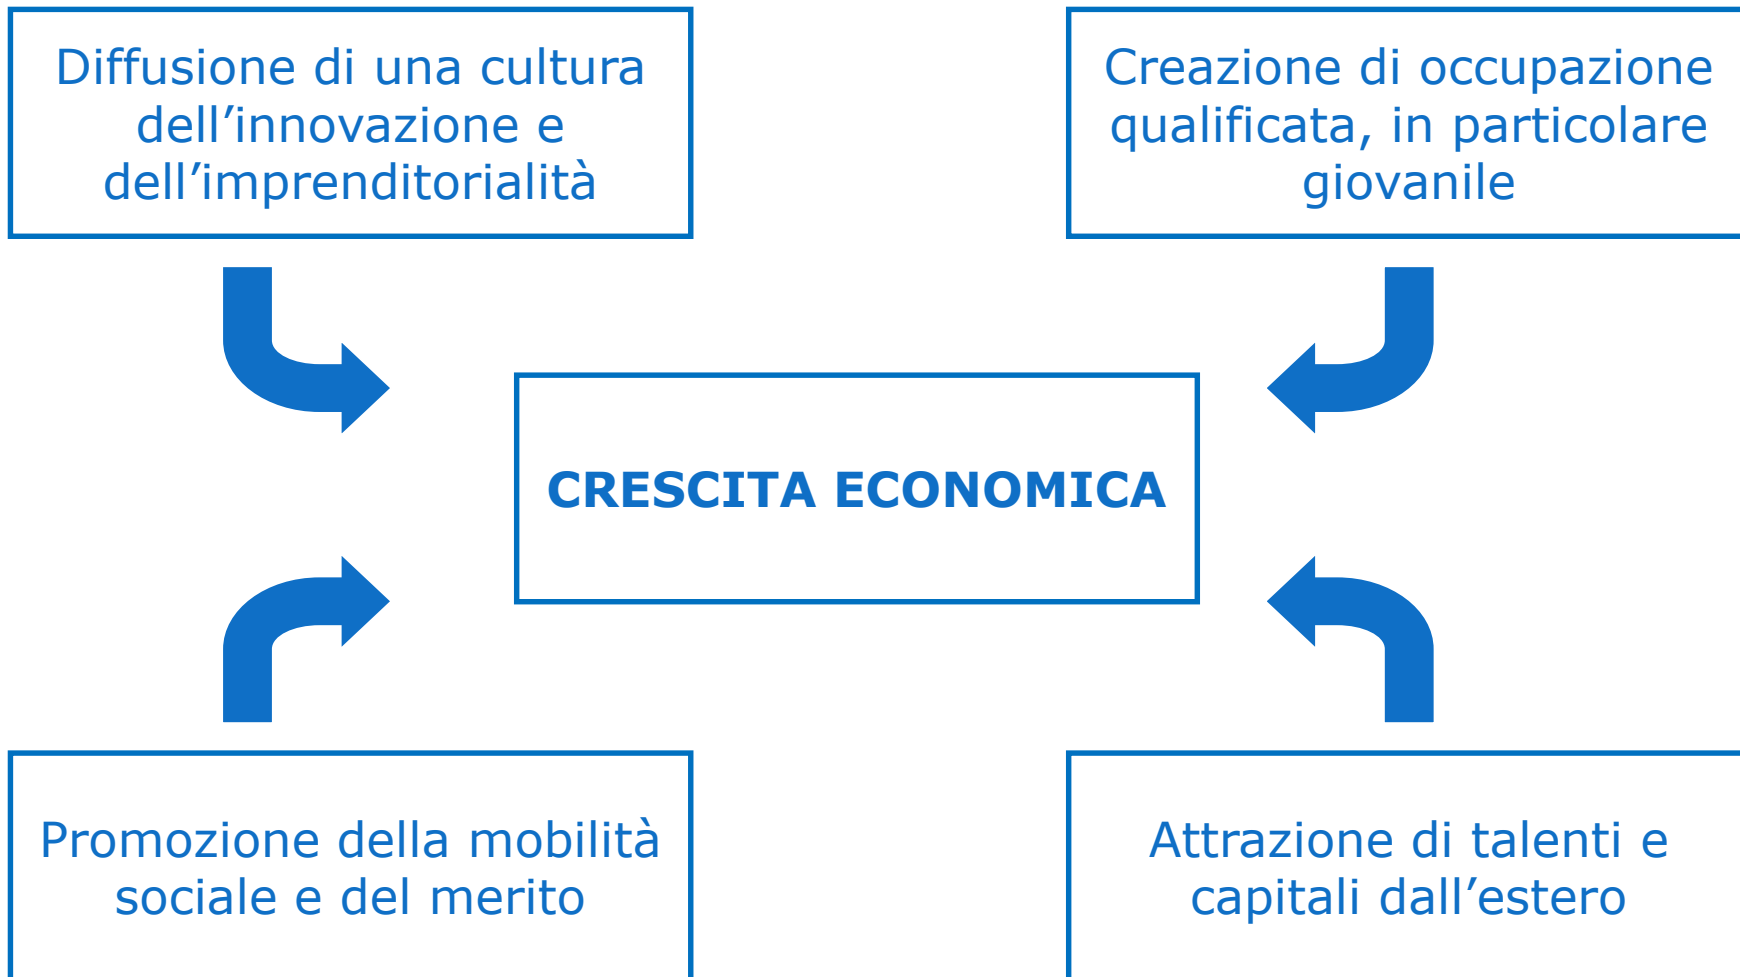 Diffusione di una cultura
dell’innovazione e
dell’imprenditorialità
Creazione di occupazione
qualificata, in particolare
giovanile
CRESCITA ECONOMICA
Promozione della mobilità
sociale e del merito
Attrazione di talenti e
capitali dall’estero